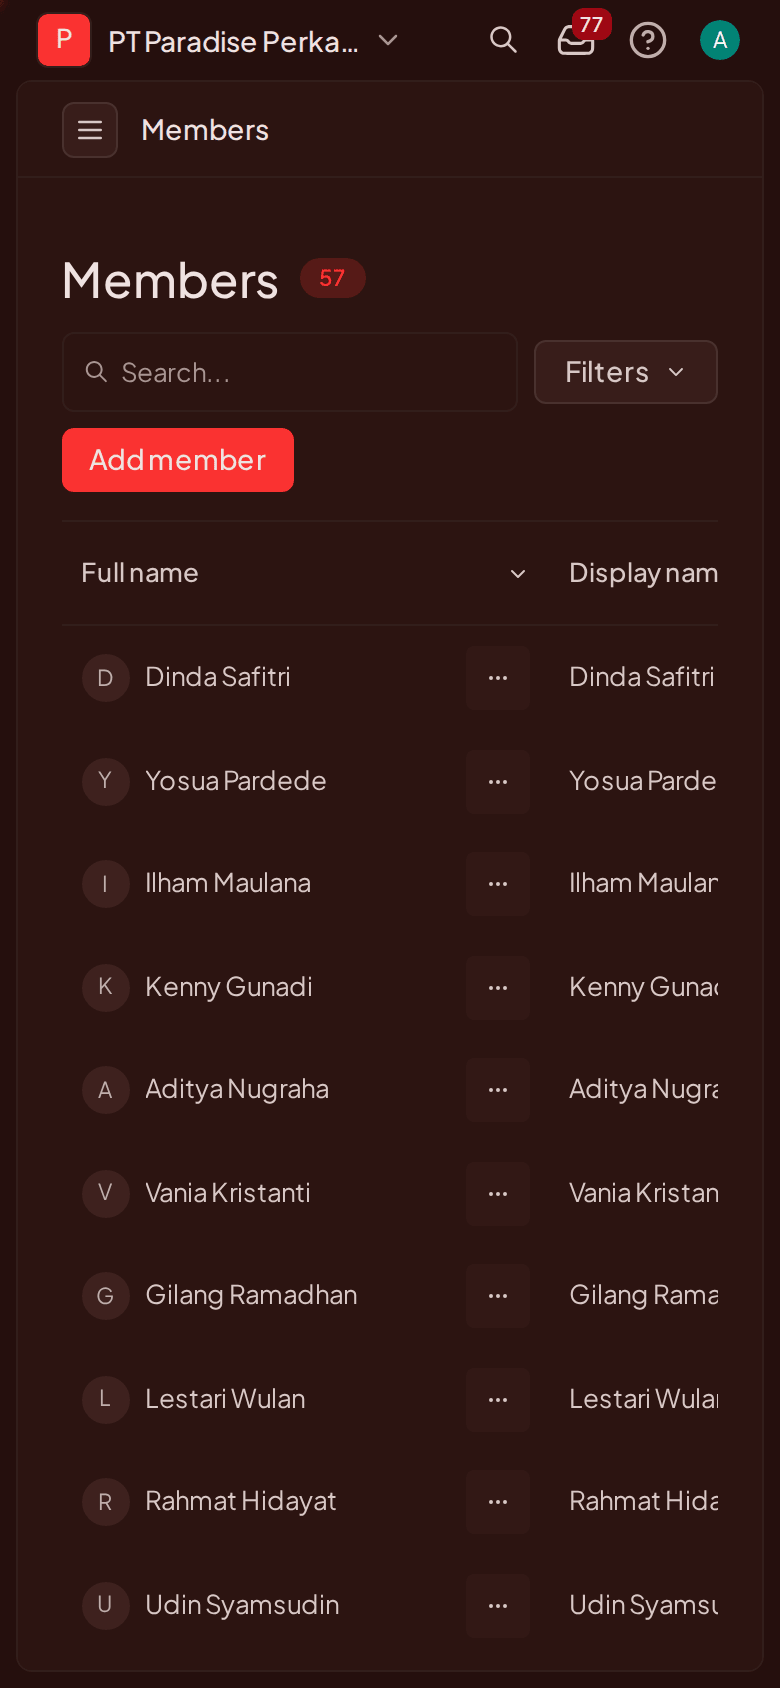 P PT Paradise Perka... 77 A
Members
Members 57
Search... Filters
Add member
Full name Display nam
D Dinda Safitri Dinda Safitri
Y Yosua Pardede Yosua Parde
I Ilham Maulana Ilham Maulan
K Kenny Gunadi Kenny Gunad
A Aditya Nugraha Aditya Nugra
V Vania Kristanti Vania Kristan
G Gilang Ramadhan Gilang Rama
L Lestari Wulan Lestari Wulan
R Rahmat Hidayat Rahmat Hida
U Udin Syamsudin Udin Syamsu